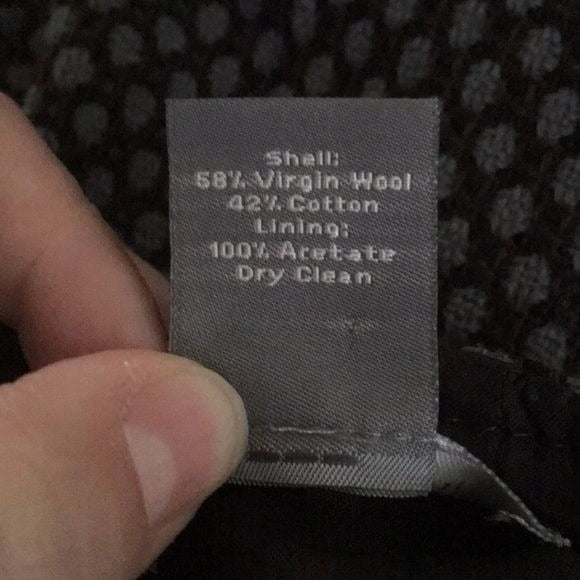 Shell:
58% Virgin Wool
42% Cotton
Lining:
100% Acetate
Dry Clean